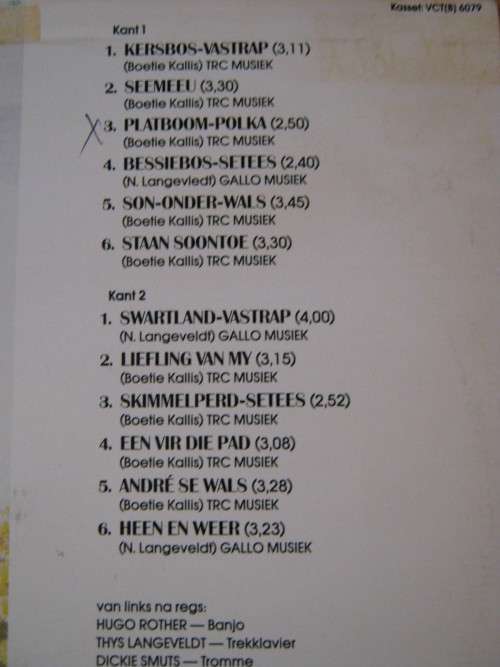 Kasset: VCT(B) 6079
Kant 1
1. KERSBOS-VASTRAP (3,11)
(Boetie Kallis) TRC MUSIEK
2. SEEMEEU (3,30)
(Boetie Kallis) TRC MUSIEK
X 3. PLATBOOM-POLKA (2,50)
(Boetie Kallis) TRC MUSIEK
4. BESSIEBOS-SETEES (2,40)
(N. Langeviedt) GALLO MUSIEK
5. SON-ONDER-WALS (3,45)
(Boetie Kallis) TRC MUSIEK
6. STAAN SOONTOE (3,30)
(Boetie Kallis) TRC MUSIEK
Kant 2
1. SWARTLAND-VASTRAP (4,00)
(N. Langeveldt) GALLO MUSIEK
2. LIEFLING VAN MY (3,15)
(Boetie Kallis) TRC MUSIEK
3. SKIMMELPERD-SETEES (2,52)
(Boetie Kallis) TRC MUSIEK
4. EEN VIR DIE PAD (3,08)
(Boetie Kallis) TRC MUSIEK
5. ANDRÉ SE WALS (3,28)
(Boetie Kallis) TRC MUSIEK
6. HEEN EN WEER (3,23)
(N. Langeveldt) GALLO MUSIEK
van links na regs:
HUGO ROTHER — Banjo
THYS LANGEVELDT — Trekklavier
DICKIE SMUTS — Tromme